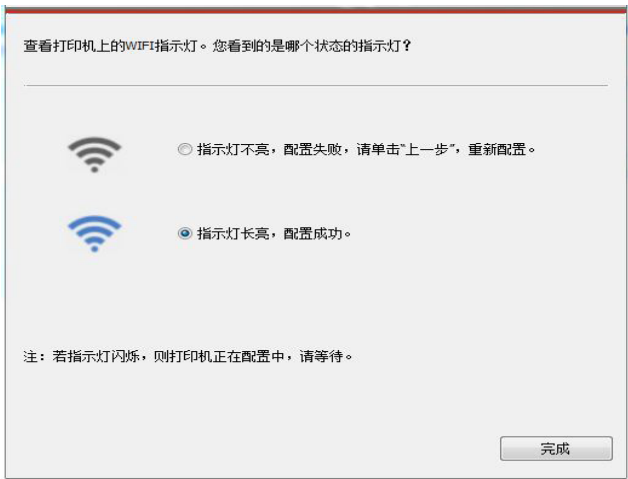 查看打印机上的WIFI指示灯。您看到的是哪个状态的指示灯?
指示灯不亮，配置失败，请单击“上一步”，重新配置。
指示灯长亮，配置成功。
注：若指示灯闪烁，则打印机正在配置中，请等待。
完成